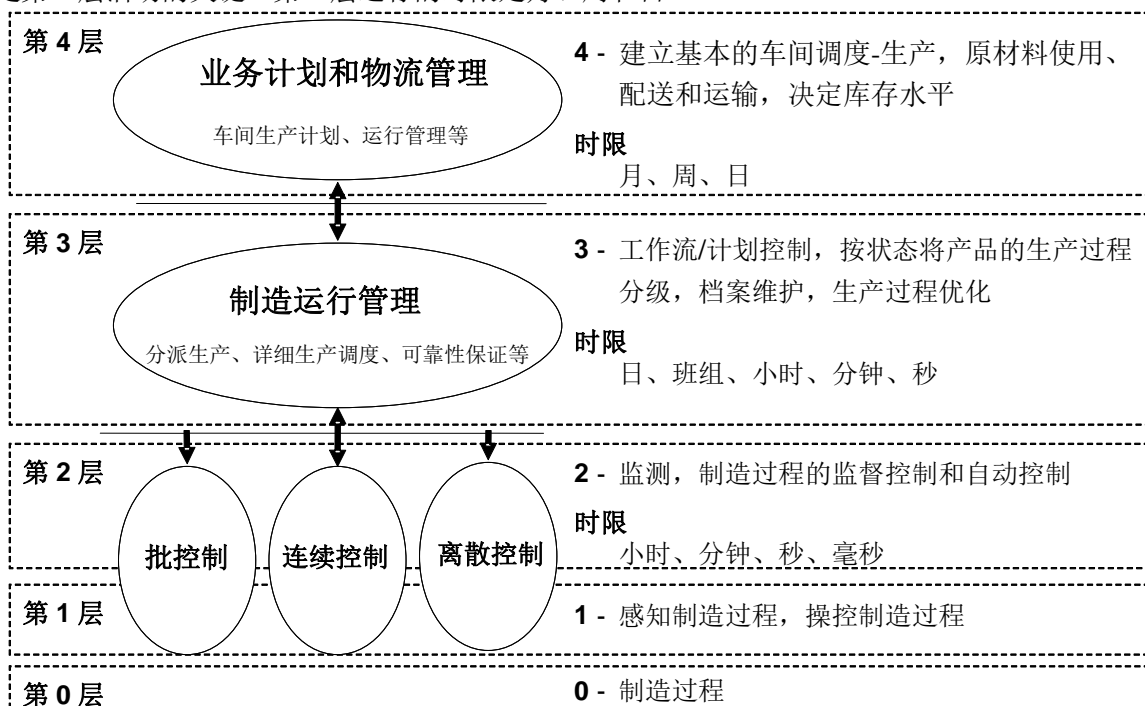 第 4 层
业务计划和物流管理
车间生产计划、运行管理等
4 - 建立基本的车间调度-生产，原材料使用、
配送和运输，决定库存水平
时限
月、周、日
第 3 层
制造运行管理
分派生产、详细生产调度、可靠性保证等
3 - 工作流/计划控制，按状态将产品的生产过程
分级，档案维护，生产过程优化
时限
日、班组、小时、分钟、秒
第 2 层
批控制
连续控制
离散控制
2 - 监测，制造过程的监督控制和自动控制
时限
小时、分钟、秒、毫秒
第 1 层
1 - 感知制造过程，操控制造过程
第 0 层
0 - 制造过程